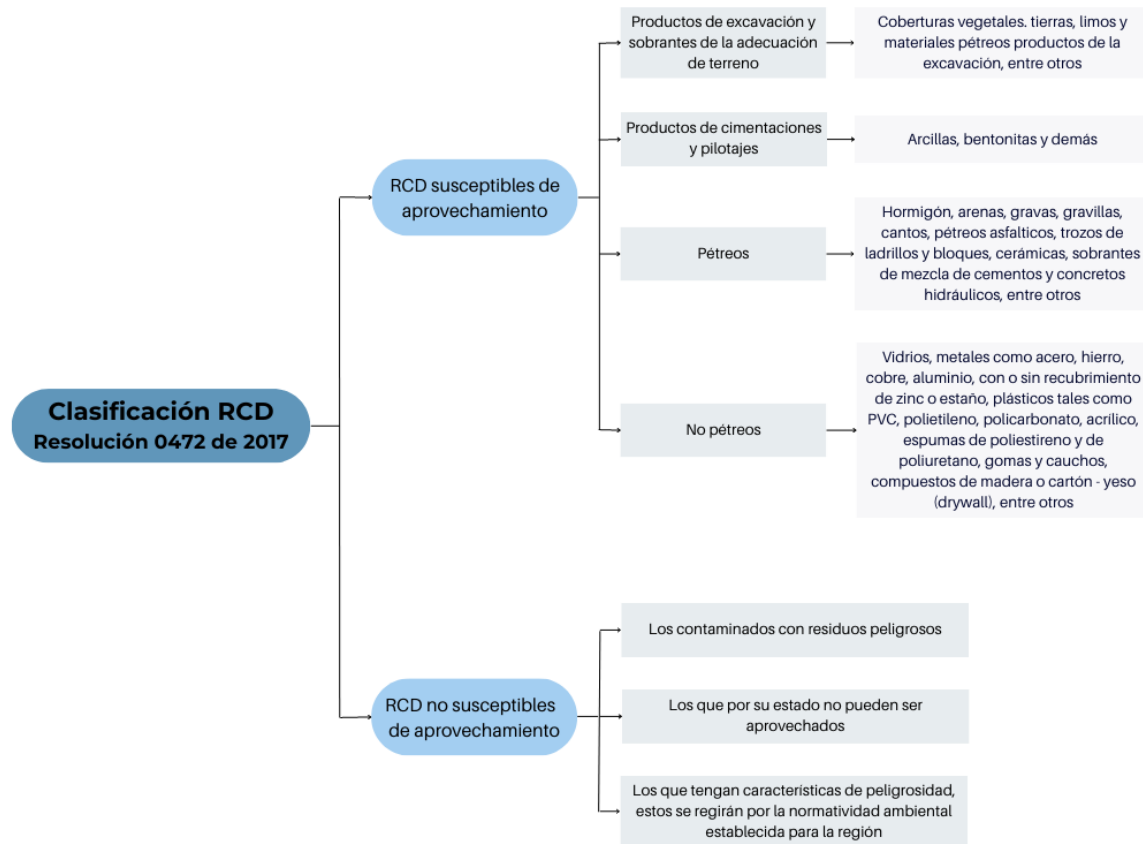 Clasificación RCD
Resolución 0472 de 2017
RCD susceptibles de
aprovechamiento
Productos de excavación y
sobrantes de la adecuación
de terreno
Coberturas vegetales. tierras, limos y
materiales pétreos productos de la
excavación, entre otros
Productos de cimentaciones
y pilotajes
Arcillas, bentonitas y demás
Pétreos
Hormigón, arenas, gravas, gravillas,
cantos, pétreos asfalticos, trozos de
ladrillos y bloques, cerámicas, sobrantes
de mezcla de cementos y concretos
hidráulicos, entre otros
No pétreos
Vidrios, metales como acero, hierro,
cobre, aluminio, con o sin recubrimiento
de zinc o estaño, plásticos tales como
PVC, polietileno, policarbonato, acrílico,
espumas de poliestireno y de
poliuretano, gomas y cauchos,
compuestos de madera o cartón - yeso
(drywall), entre otros
RCD no susceptibles
de aprovechamiento
Los contaminados con residuos peligrosos
Los que por su estado no pueden ser
aprovechados
Los que tengan características de peligrosidad,
estos se regirán por la normatividad ambiental
establecida para la región